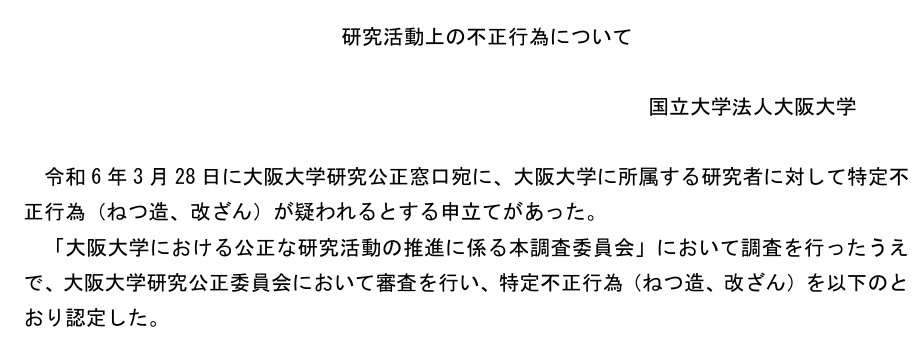 研究活動上の不正行為について
国立大学法人大阪大学
令和6年3月28日に大阪大学研究公正窓口宛に、大阪大学に所属する研究者に対して特定不
正行為（ねつ造、改ざん）が疑われるとする申立てがあった。
「大阪大学における公正な研究活動の推進に係る本調査委員会」において調査を行ったうえ
で、大阪大学研究公正委員会において審査を行い、特定不正行為（ねつ造、改ざん）を以下のと
おり認定した。